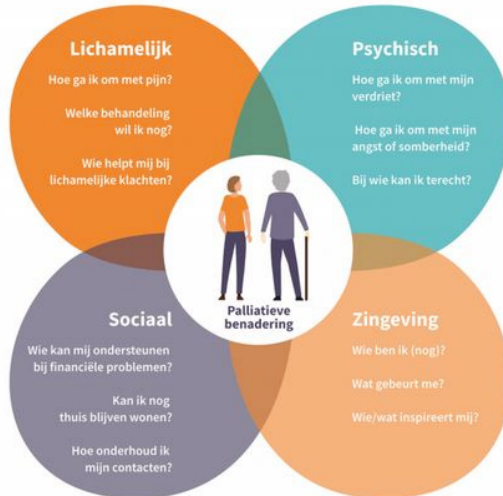 Lichamelijk
Hoe ga ik om met pijn?
Welke behandeling
wil ik nog?
Wie helpt mij bij
lichamelijke klachten?
Psychisch
Hoe ga ik om met mijn
verdriet?
Hoe ga ik om met mijn
angst of somberheid?
Bij wie kan ik terecht?
Palliatieve
benadering
Sociaal
Wie kan mij ondersteunen
bij financiële problemen?
Kan ik nog
thuis blijven wonen?
Hoe onderhoud ik
mijn contacten?
Zingeving
Wie ben ik (nog)?
Wat gebeurt me?
Wie/wat inspireert mij?